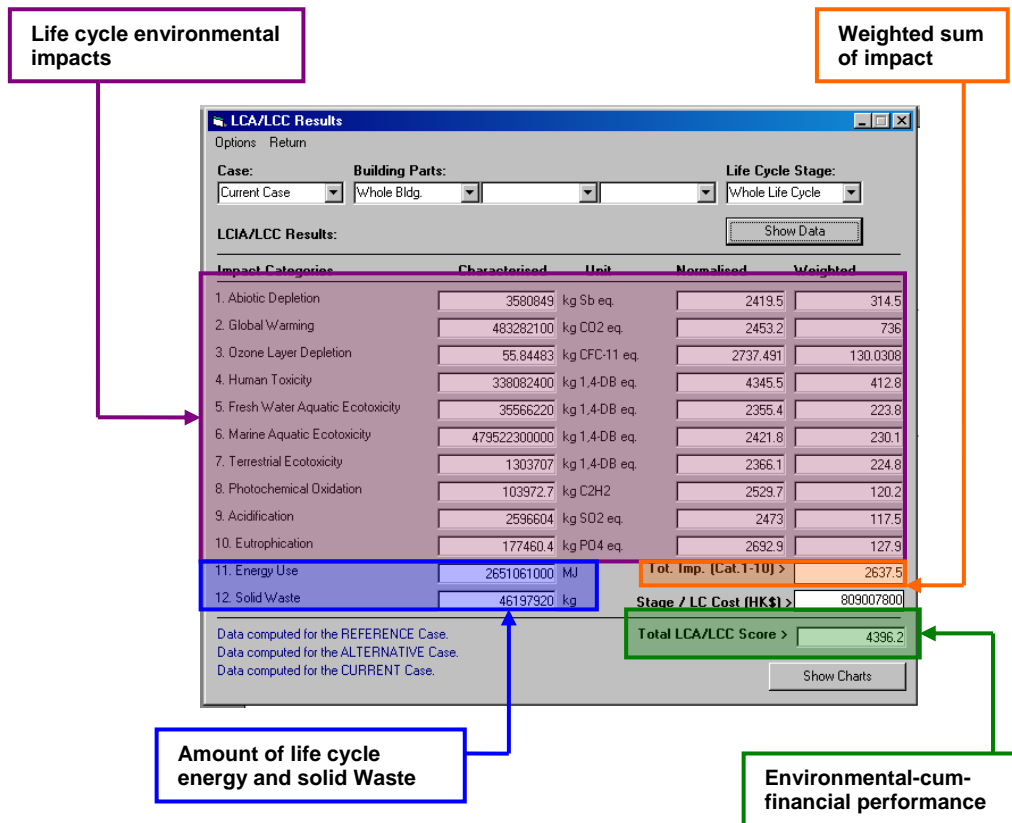 Life cycle environmental
impacts
Weighted sum
of impact
LCA/LCC Results
Options Return
Case: Building Parts: Life Cycle Stage:
Current Case Whole Bldg. Whole Life Cycle
LCIA/LCC Results: Show Data
Impact Categories Characterised Unit Normalised Weighted
1. Abiotic Depletion 3580849 kg Sb eq. 2419.5 314.5
2. Global Warming 483282100 kg CO2 eq. 2453.2 736
3. Ozone Layer Depletion 55.84483 kg CFC-11 eq. 2737.491 130.0308
4. Human Toxicity 338082400 kg 1,4-DB eq. 4345.5 412.8
5. Fresh Water Aquatic Ecotoxicity 35566220 kg 1,4-DB eq. 2355.4 223.8
6. Marine Aquatic Ecotoxicity 479522300000 kg 1,4-DB eq. 2421.8 230.1
7. Terrestrial Ecotoxicity 1303707 kg 1,4-DB eq. 2366.1 224.8
8. Photochemical Oxidation 103972.7 kg C2H2 2529.7 120.2
9. Acidification 2596604 kg SO2 eq. 2473 117.5
10. Eutrophication 177460.4 kg PO4 eq. 2692.9 127.9
11. Energy Use 2651061000 MJ Tot. Imp. (Cat.1-10) > 2637.5
12. Solid Waste 46197920 kg Stage / LC Cost (HK$) > 809007800
Data computed for the REFERENCE Case. Total LCA/LCC Score > 4396.2
Data computed for the ALTERNATIVE Case.
Data computed for the CURRENT Case. Show Charts
Amount of life cycle
energy and solid Waste
Environmental-cum-
financial performance